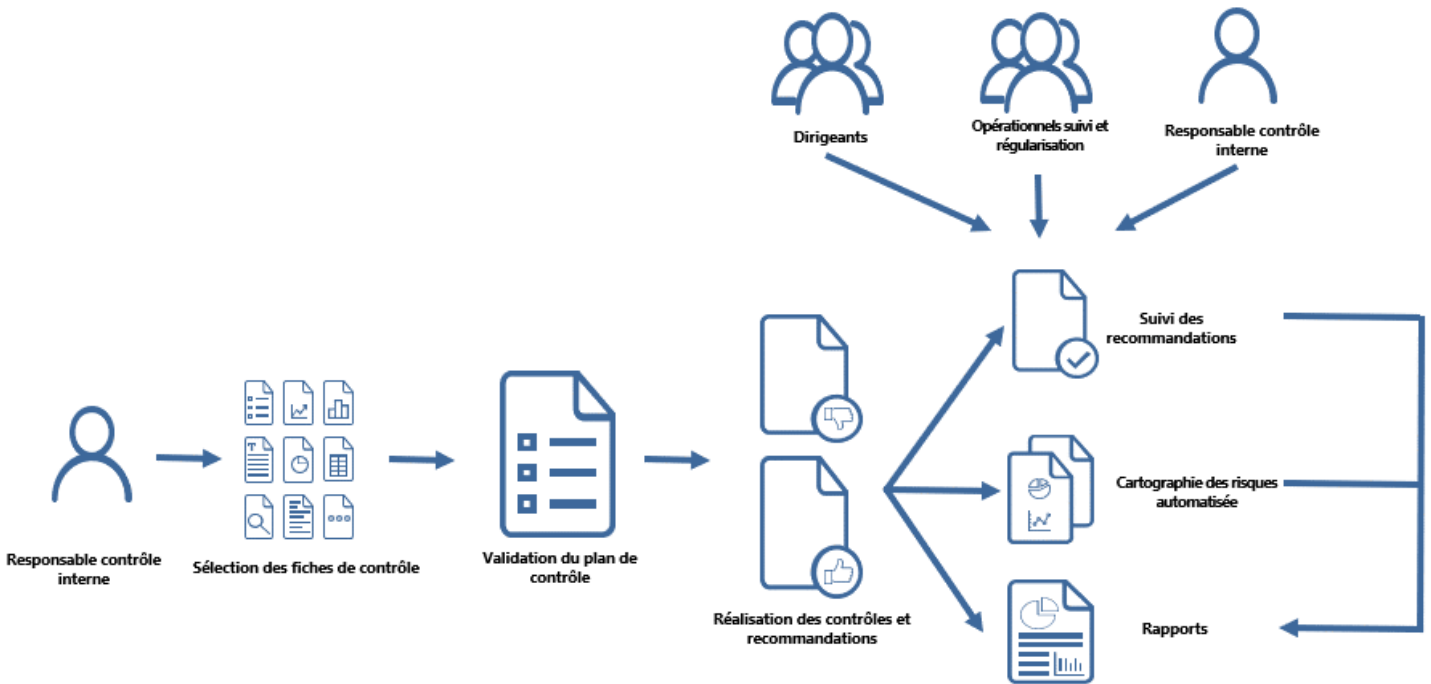 Dirigeants
Opérationnels suivi et
régularisation
Responsable contrôle
interne
Suivi des
recommandations
Responsable contrôle
interne
Sélection des fiches de contrôle
Validation du plan de
contrôle
Réalisation des contrôles et
recommandations
Cartographie des risques
automatisée
Rapports
T